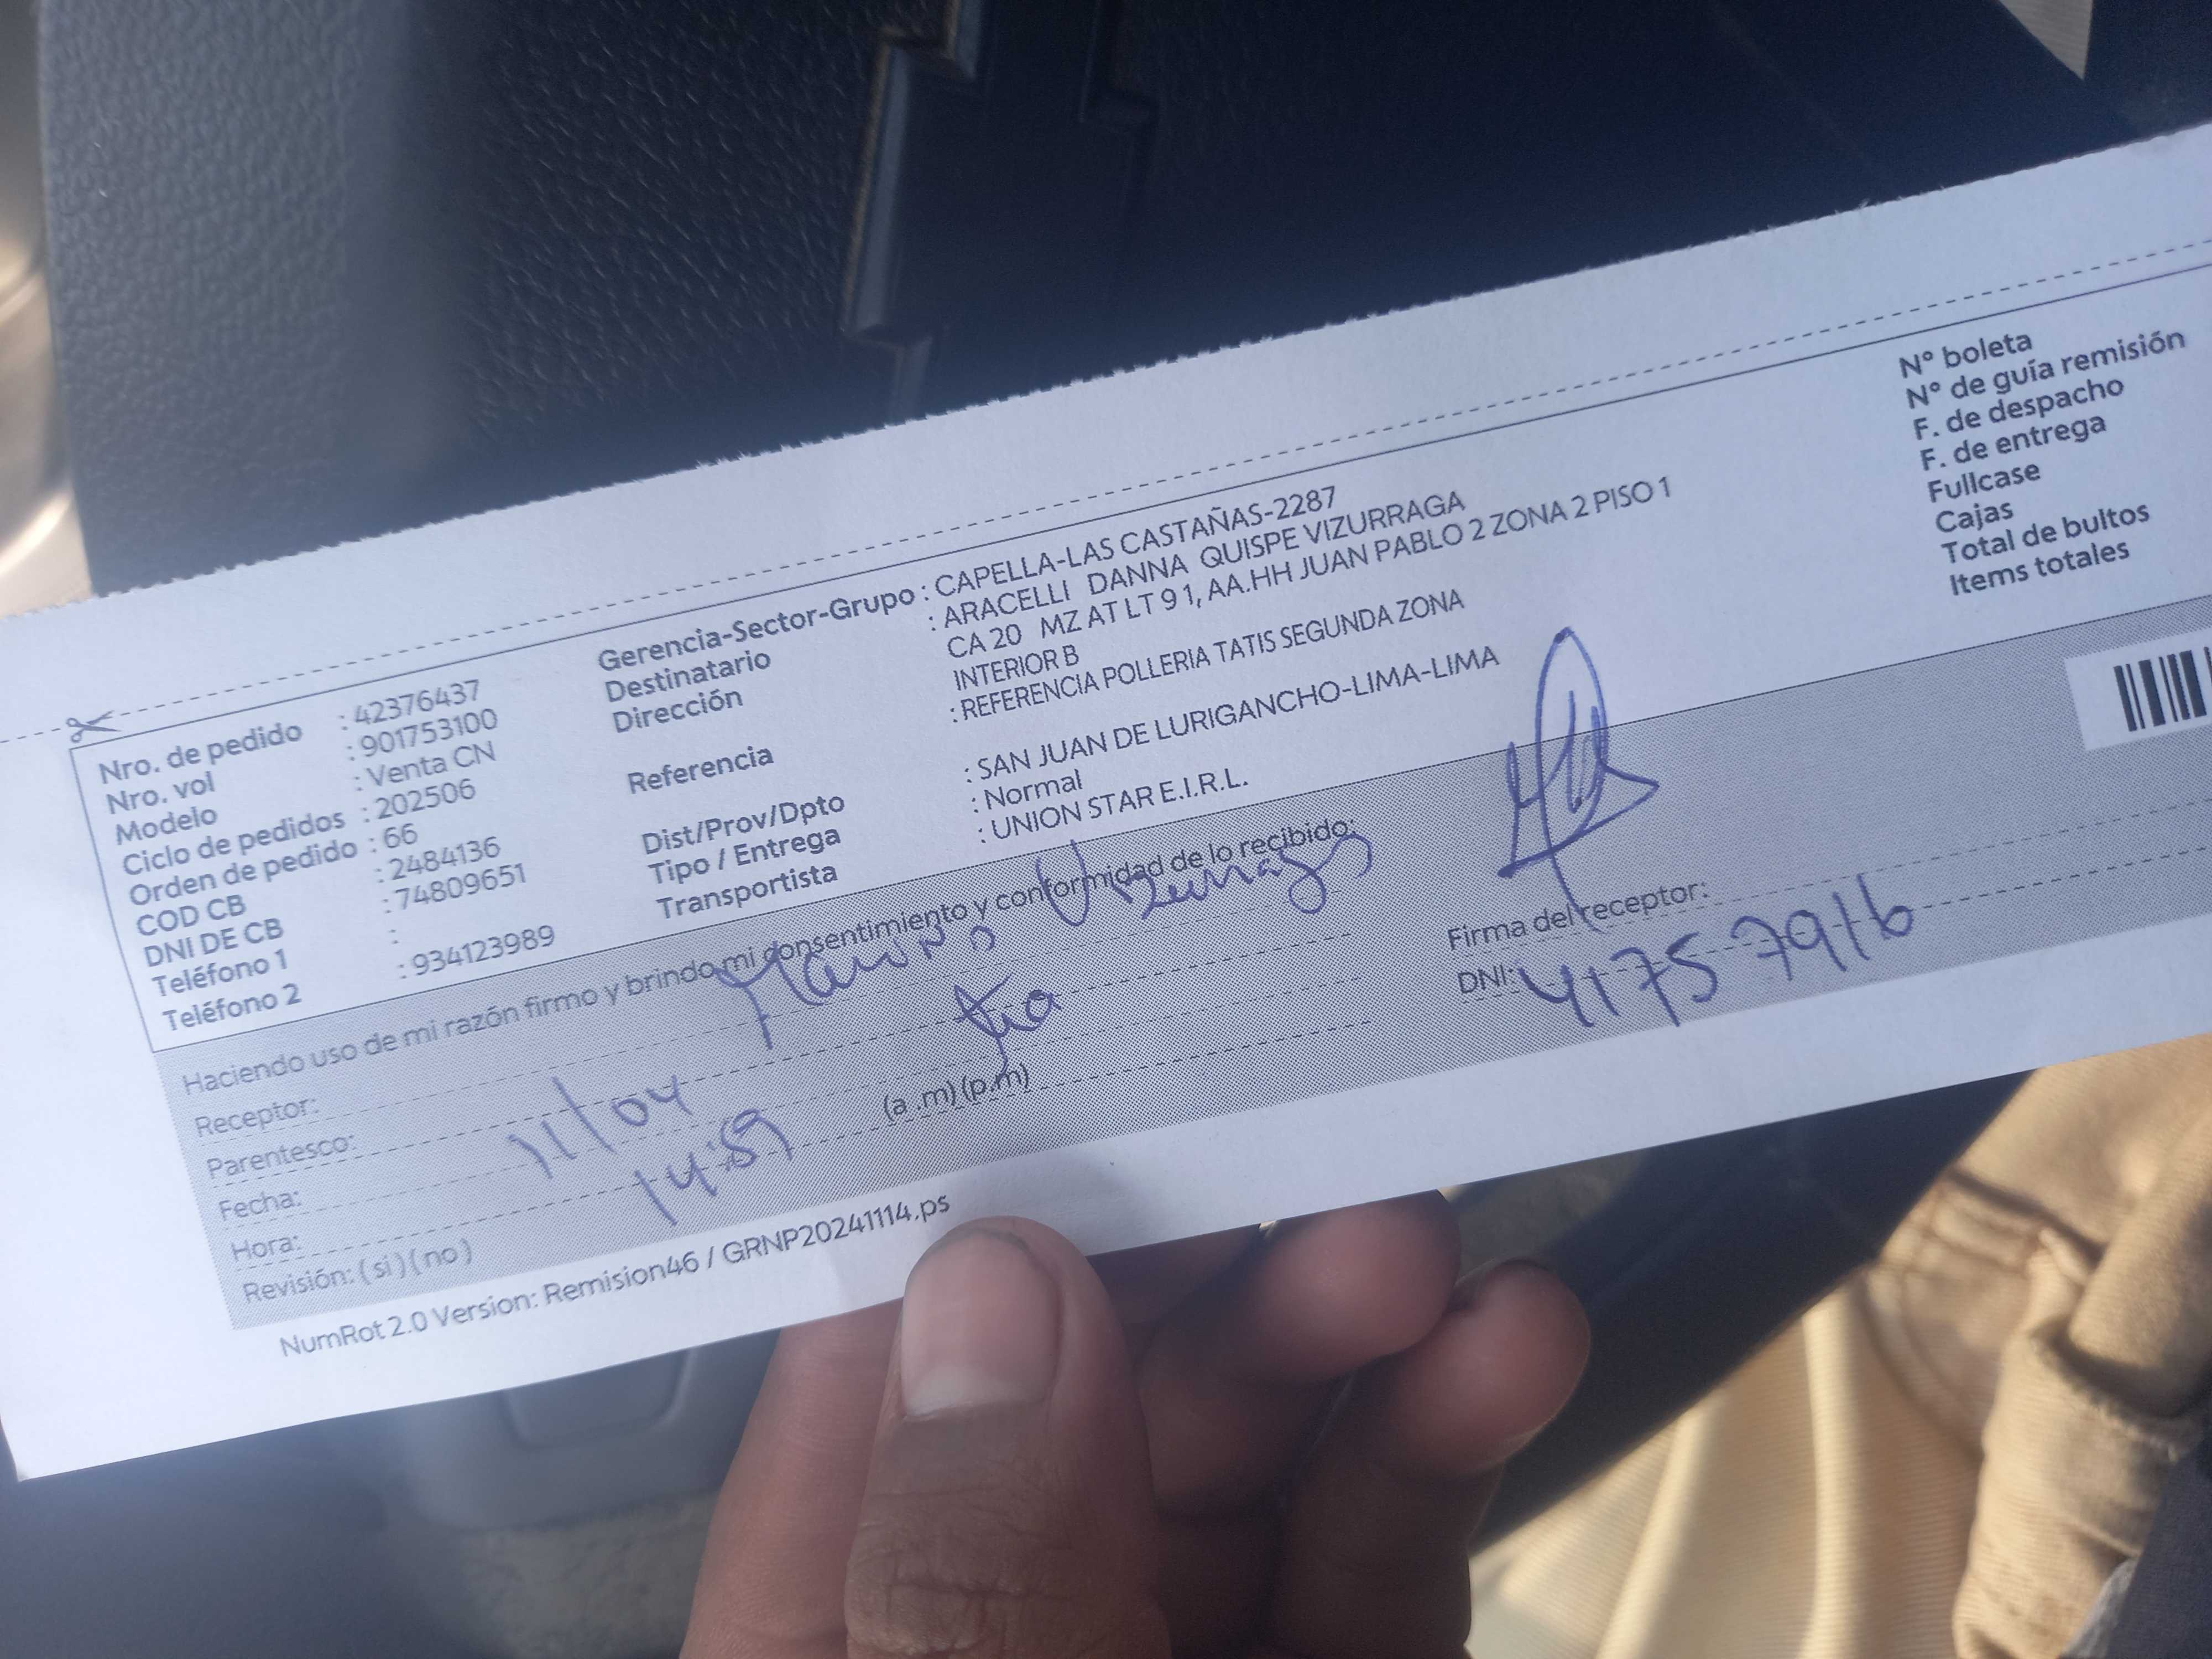 Nro. de pedido : 42376437
Nro. vol : 901753100
Modelo : Venta CN
Ciclo de pedidos : 202506
Orden de pedido : 66
COD CB : 2484136
DNI DE CB : 74809651
Teléfono 1 :
Teléfono 2 : 934123989
Gerencia-Sector-Grupo : CAPELLA-LAS CASTAÑAS-2287
Destinatario : ARACELLI DANNA QUISPE VIZURRAGA
Dirección CA 20 MZ AT LT 9 1, AA.HH JUAN PABLO 2 ZONA 2 PISO 1
INTERIOR B
Referencia : REFERENCIA POLLERIA TATIS SEGUNDA ZONA
Dist/Prov/Dpto : SAN JUAN DE LURIGANCHO-LIMA-LIMA
Tipo / Entrega : Normal
Transportista : UNION STAR E.I.R.L.
N° boleta
N° de guía remisión
F. de despacho
F. de entrega
Fullcase
Cajas
Total de bultos
Items totales
Haciendo uso de mi razón firmo y brindo mi consentimiento y conformidad de lo recibido:
Receptor:
Parentesco: tia
Fecha: 11/04
Hora: 14:59 (a .m) (p.m)
Revisión: ( si ) ( no )
Firma del receptor:
DNI: 41757916
NumRot 2.0 Version: Remision46 / GRNP20241114.ps